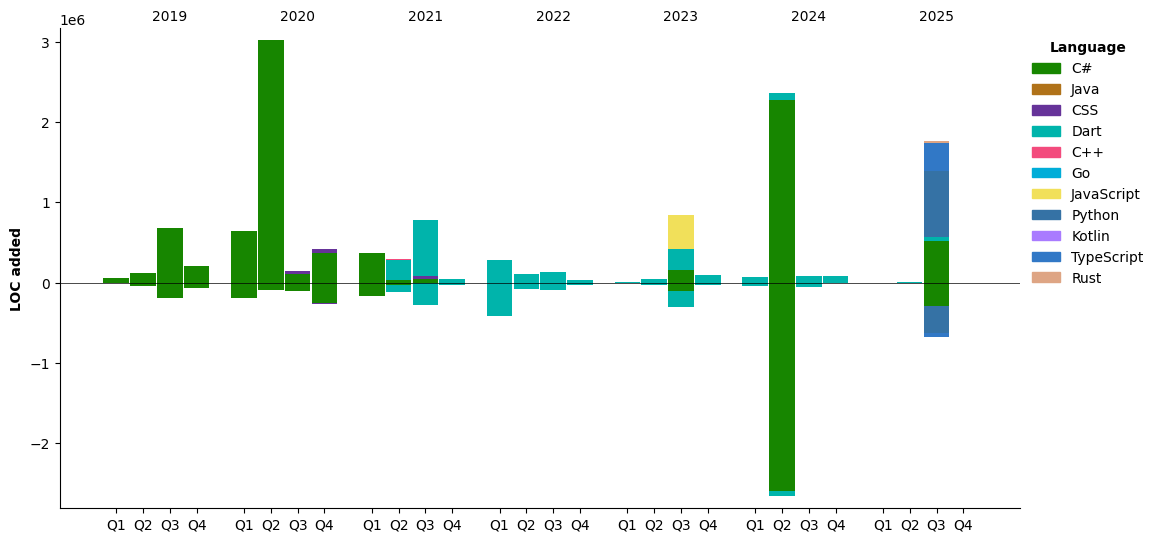 1e6
2019 2020 2021 2022 2023 2024 2025
3
2
1
0
−1
−2
LOC added
Q1 Q2 Q3 Q4 Q1 Q2 Q3 Q4 Q1 Q2 Q3 Q4 Q1 Q2 Q3 Q4 Q1 Q2 Q3 Q4 Q1 Q2 Q3 Q4 Q1 Q2 Q3 Q4
Language
C#
Java
CSS
Dart
C++
Go
JavaScript
Python
Kotlin
TypeScript
Rust